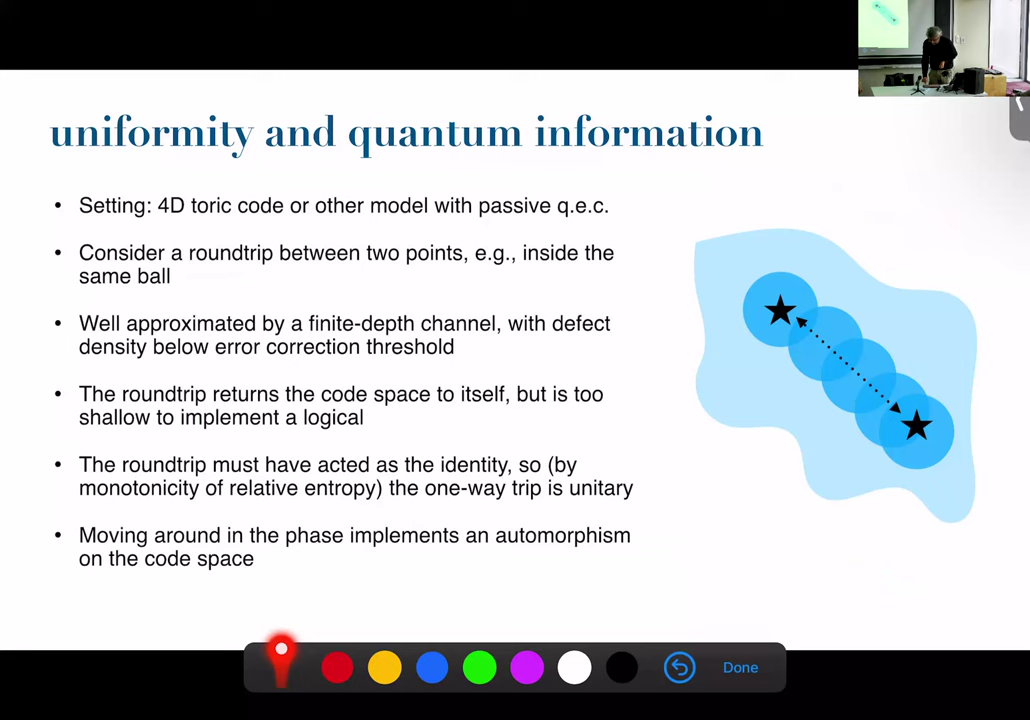 uniformity and quantum information
• Setting: 4D toric code or other model with passive q.e.c.
• Consider a roundtrip between two points, e.g., inside the
same ball
• Well approximated by a finite-depth channel, with defect
density below error correction threshold
• The roundtrip returns the code space to itself, but is too
shallow to implement a logical
• The roundtrip must have acted as the identity, so (by
monotonicity of relative entropy) the one-way trip is unitary
• Moving around in the phase implements an automorphism
on the code space
Done